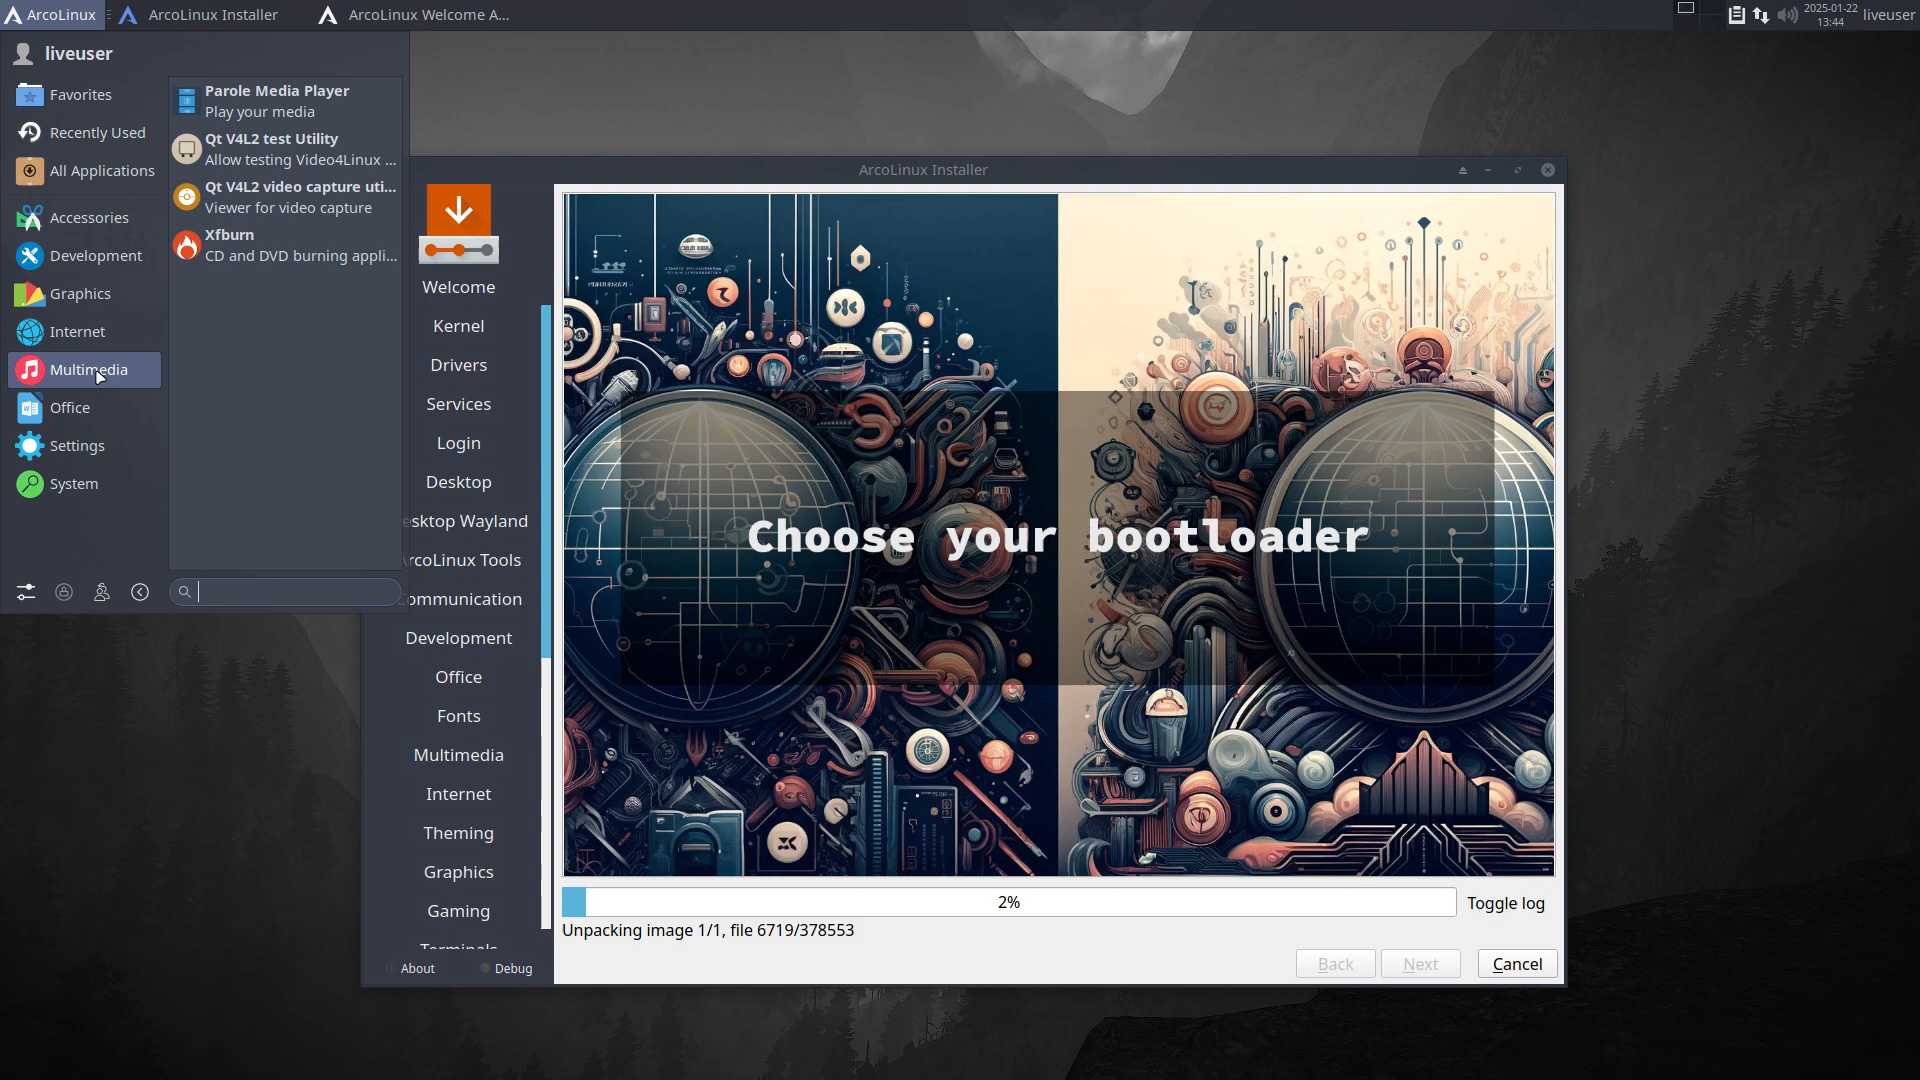 ArcoLinux
ArcoLinux Installer
ArcoLinux Welcome A...
2025-01-22
13:44
liveuser
liveuser
Favorites
Recently Used
All Applications
Accessories
Development
Graphics
Internet
Multimedia
Office
Settings
System
Parole Media Player
Play your media
Qt V4L2 test Utility
Allow testing Video4Linux ...
Qt V4L2 video capture uti...
Viewer for video capture
Xfburn
CD and DVD burning appli...
ArcoLinux Installer
Welcome
Kernel
Drivers
Services
Login
Desktop
esktop Wayland
rcoLinux Tools
ommunication
Development
Office
Fonts
Multimedia
Internet
Theming
Graphics
Gaming
Terminals
About
Debug
Choose your bootloader
2%
Toggle log
Unpacking image 1/1, file 6719/378553
Back
Next
Cancel